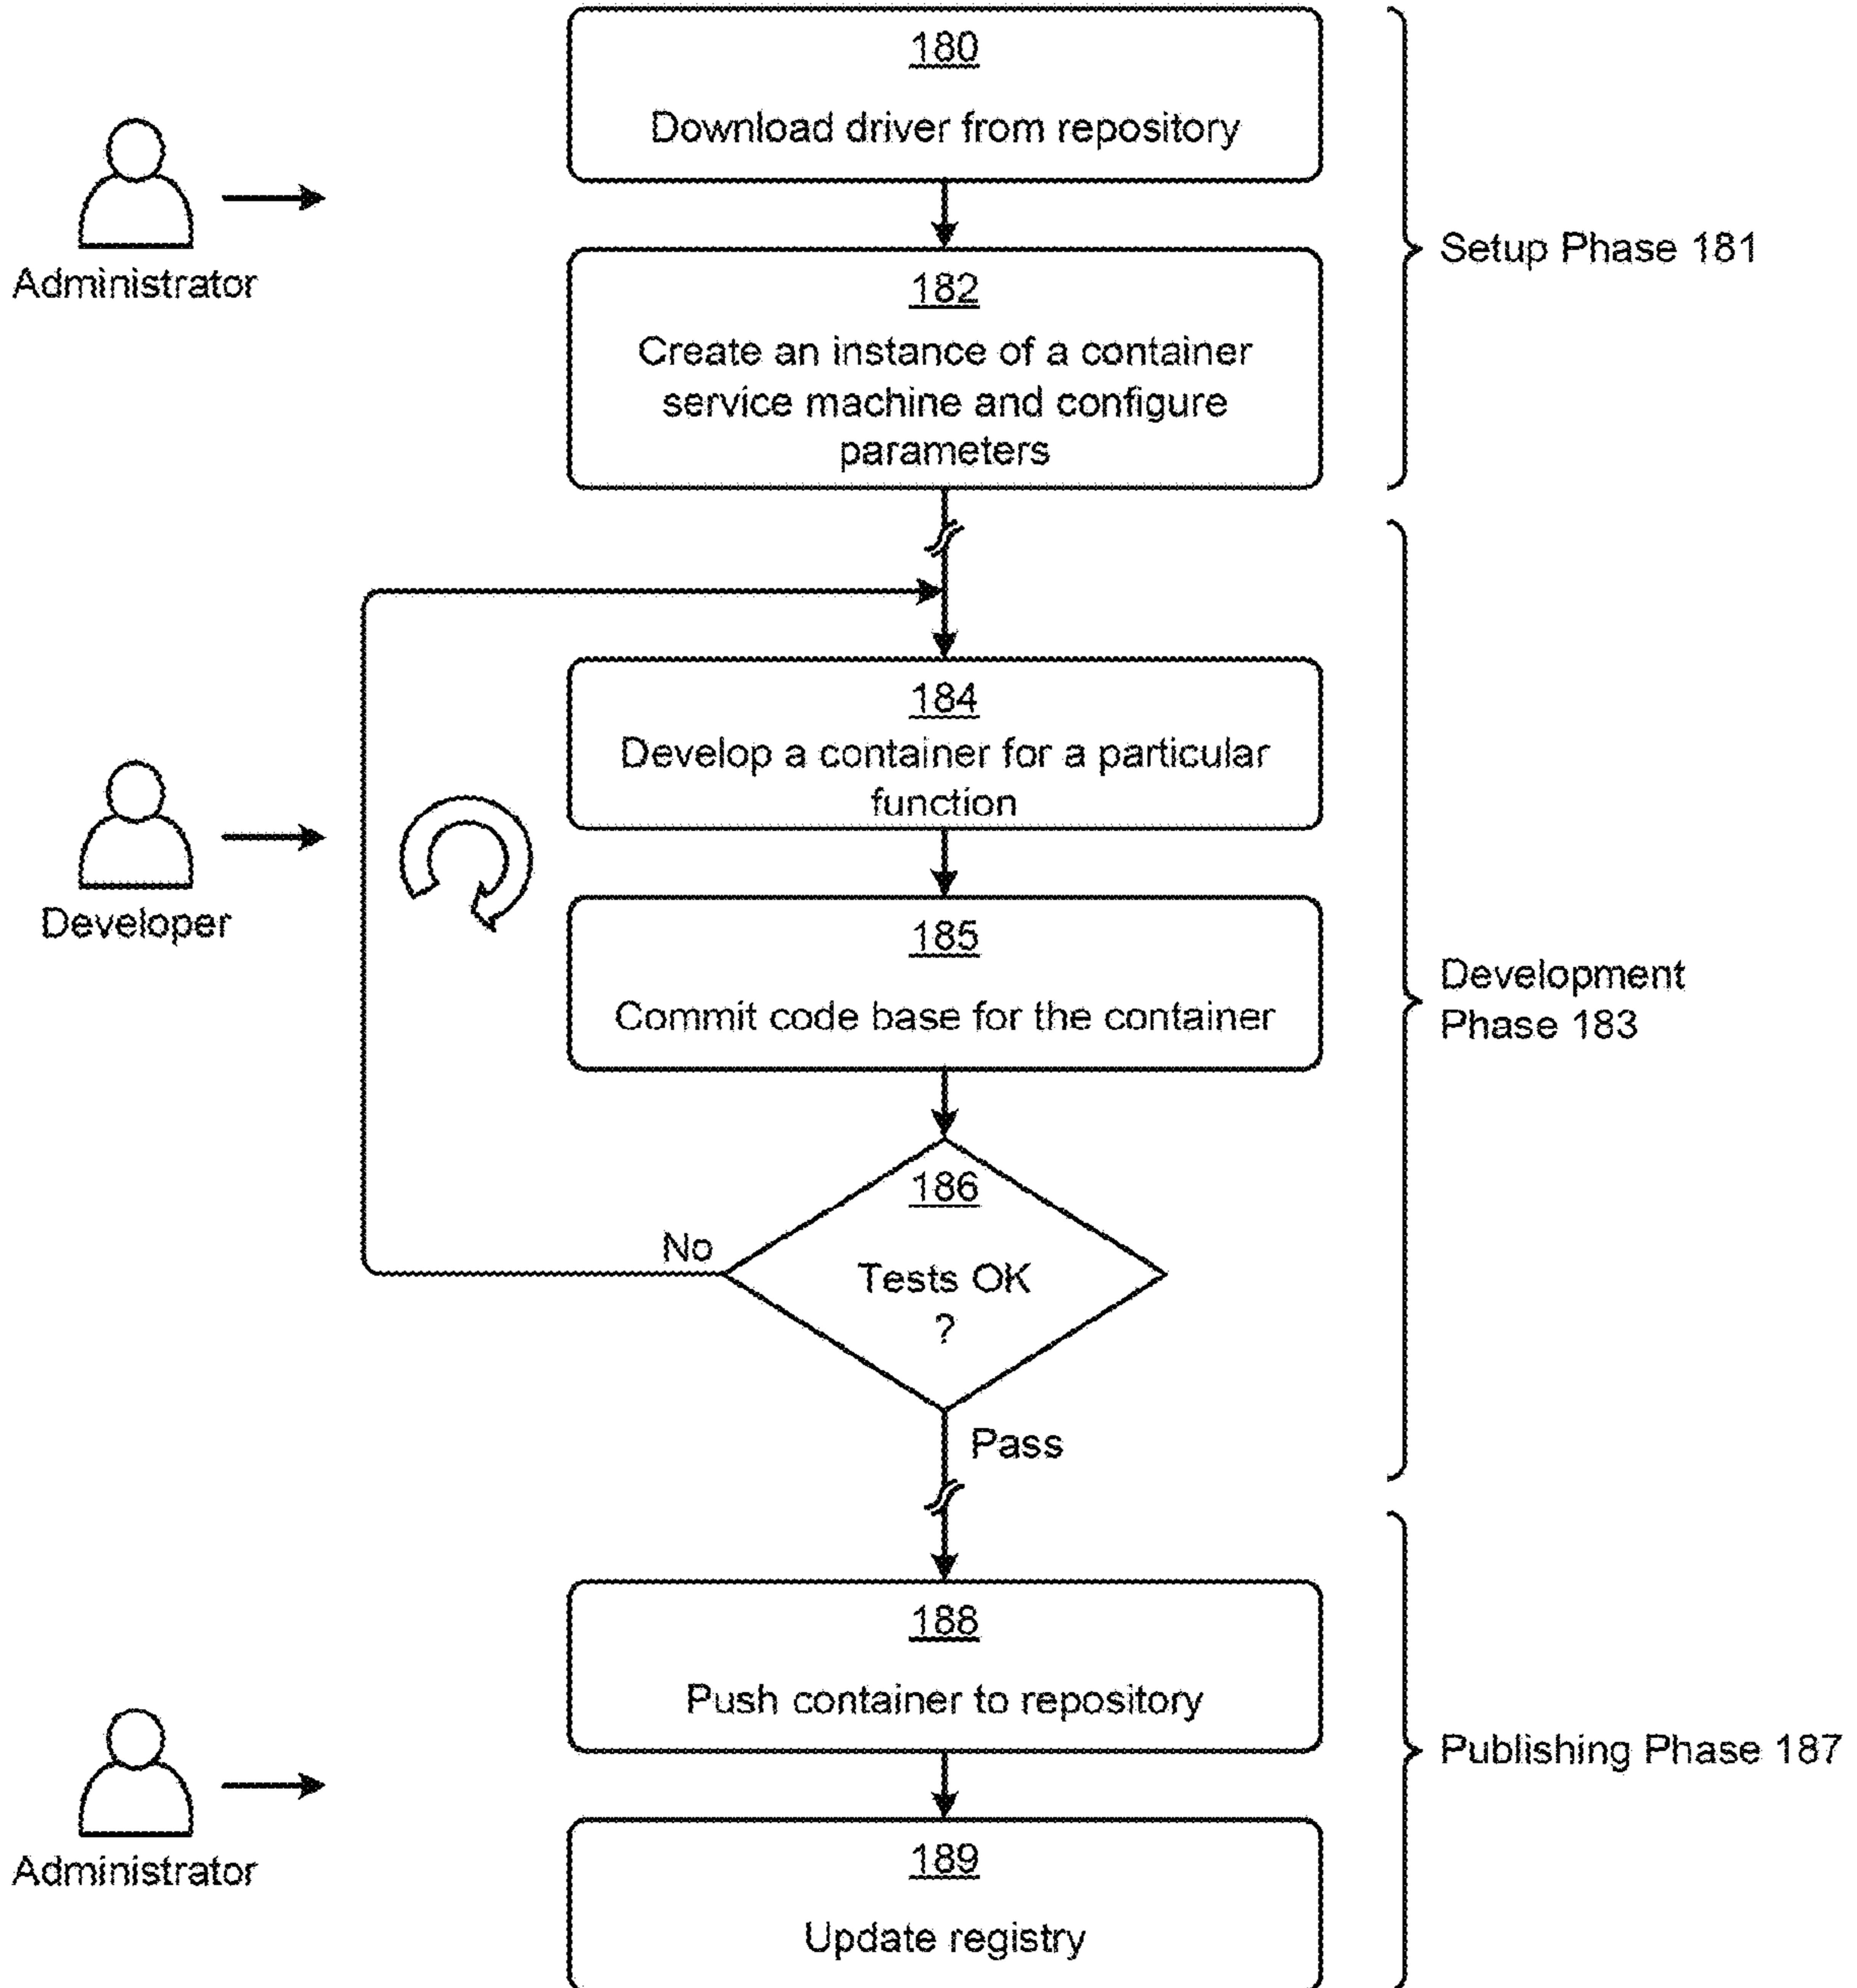 180
Download driver from repository
Administrator
Setup Phase 181
182
Create an instance of a container
service machine and configure
parameters
184
Develop a container for a particular
function
Developer
185
Commit code base for the container
Development
Phase 183
186
No
Tests OK
?
Pass
188
Push container to repository
Administrator
Publishing Phase 187
189
Update registry